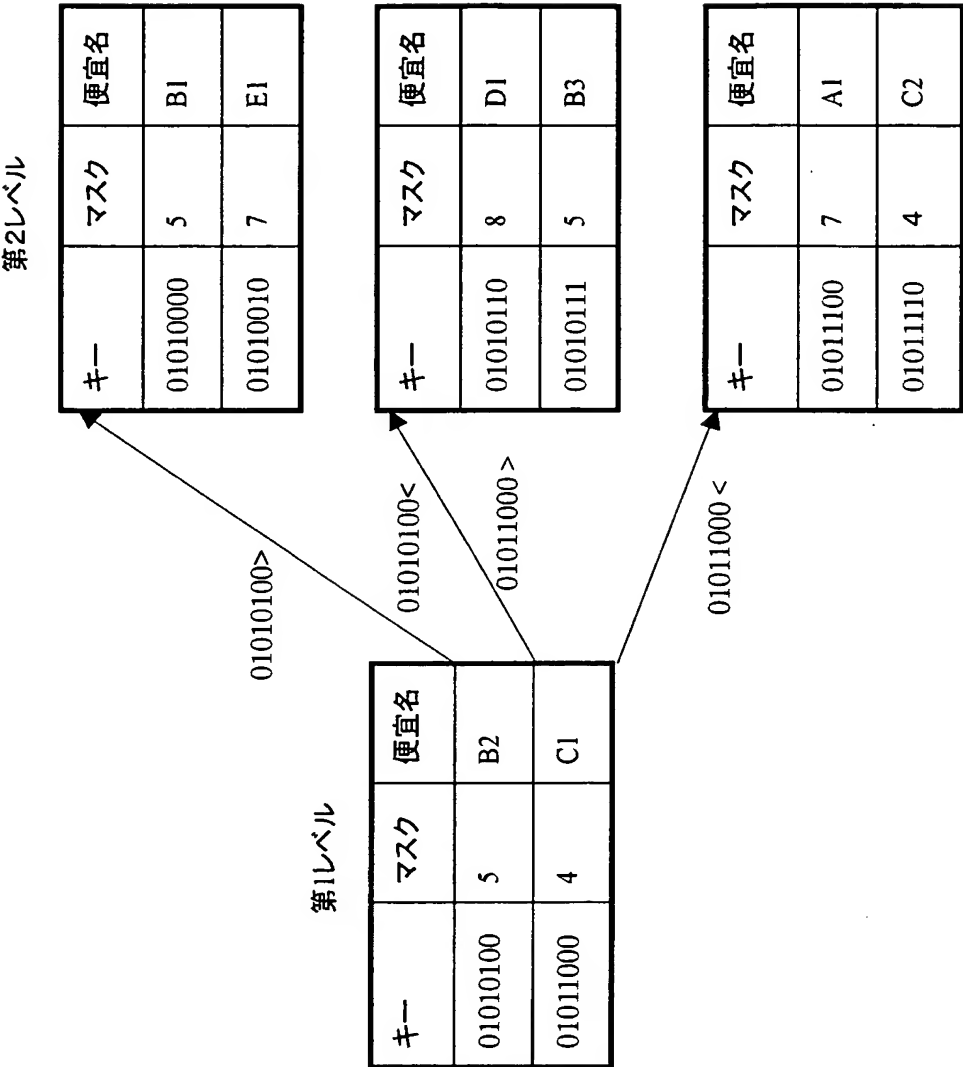 第1レベル
キー マスク 便宜名
01010100 5 B2
01011000 4 C1
01010100>
01010100<
01011000>
01011000<
第2レベル
キー マスク 便宜名
01010000 5 B1
01010010 7 E1
キー マスク 便宜名
01010110 8 D1
01010111 5 B3
キー マスク 便宜名
01011100 7 A1
01011110 4 C2